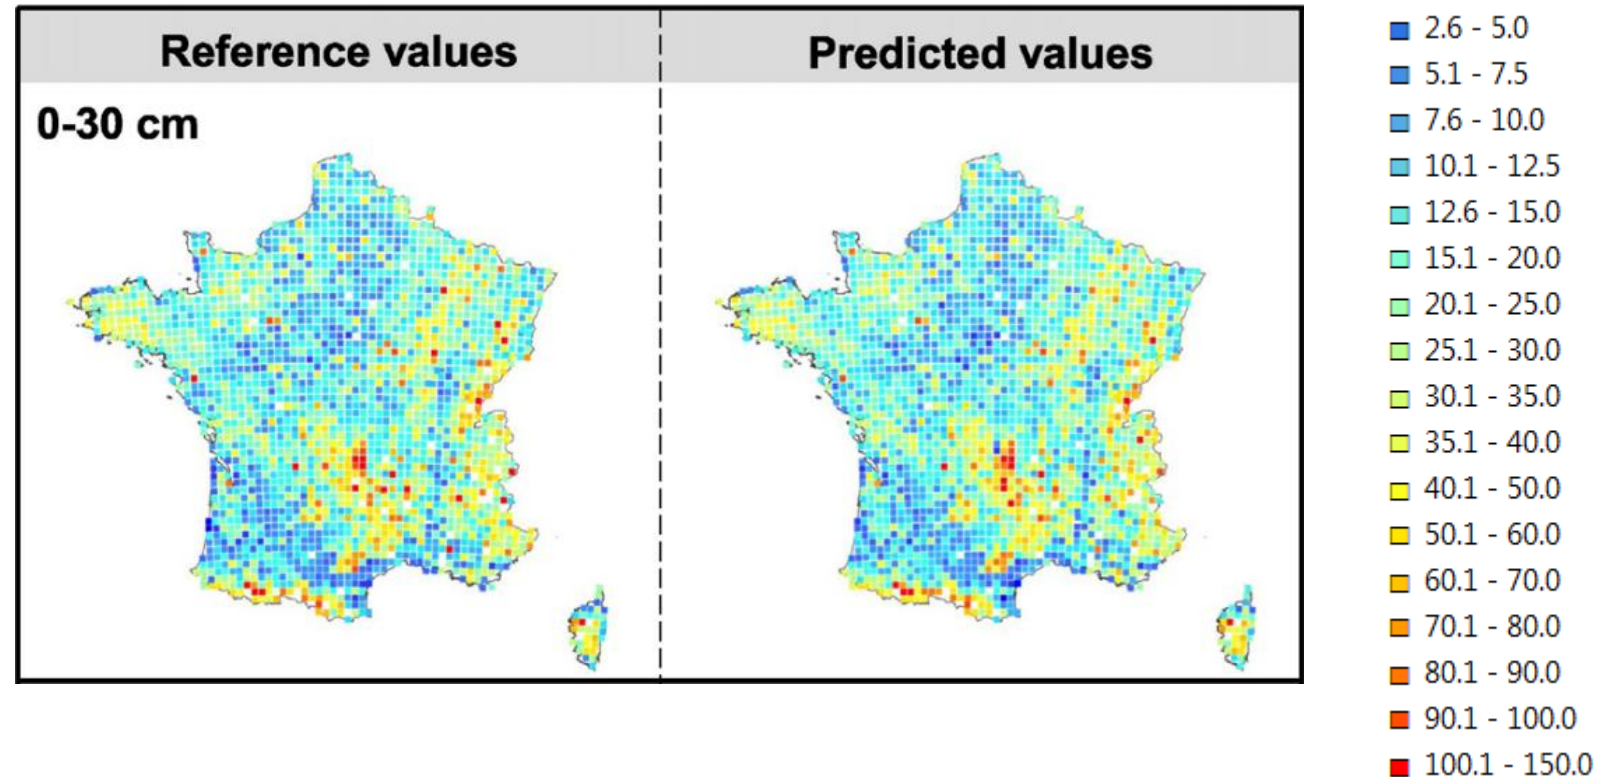 Reference values
Predicted values
0-30 cm
2.6 - 5.0
5.1 - 7.5
7.6 - 10.0
10.1 - 12.5
12.6 - 15.0
15.1 - 20.0
20.1 - 25.0
25.1 - 30.0
30.1 - 35.0
35.1 - 40.0
40.1 - 50.0
50.1 - 60.0
60.1 - 70.0
70.1 - 80.0
80.1 - 90.0
90.1 - 100.0
100.1 - 150.0